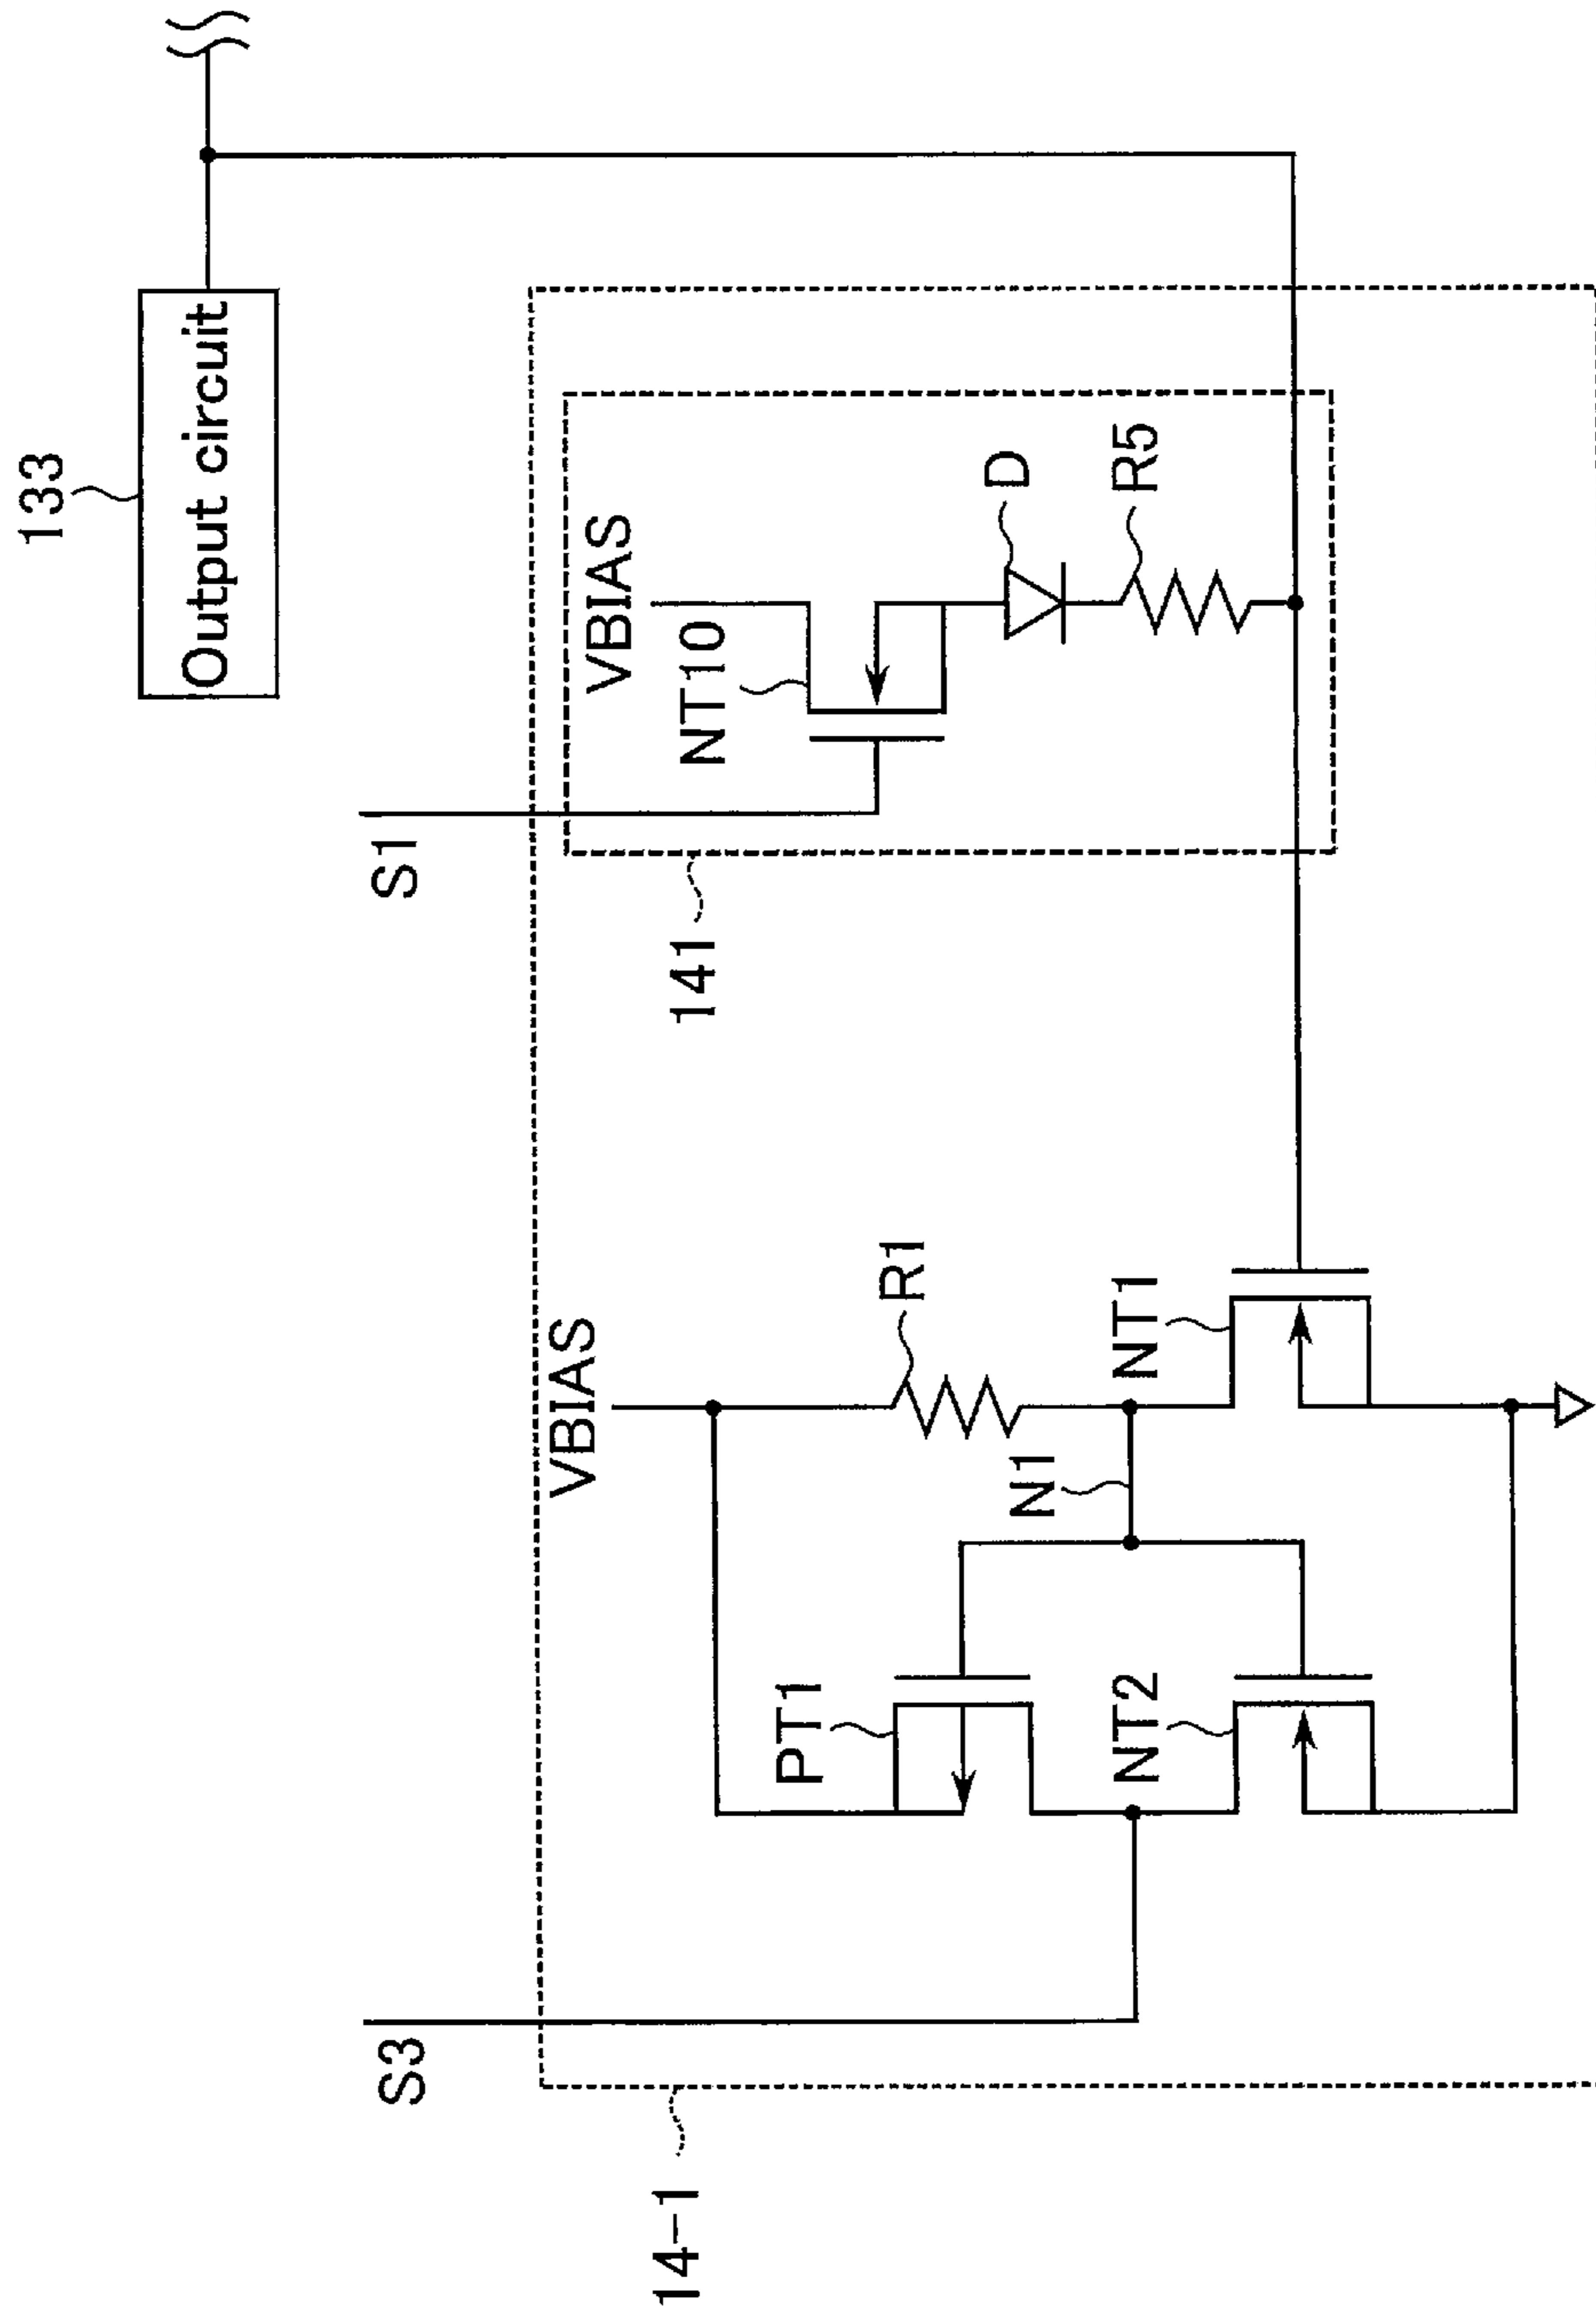 133
Output circuit
S1
VBIAS
NT10
D
R5
141
VBIAS
R1
NT1
N1
PT1
NT2
S3
14-1